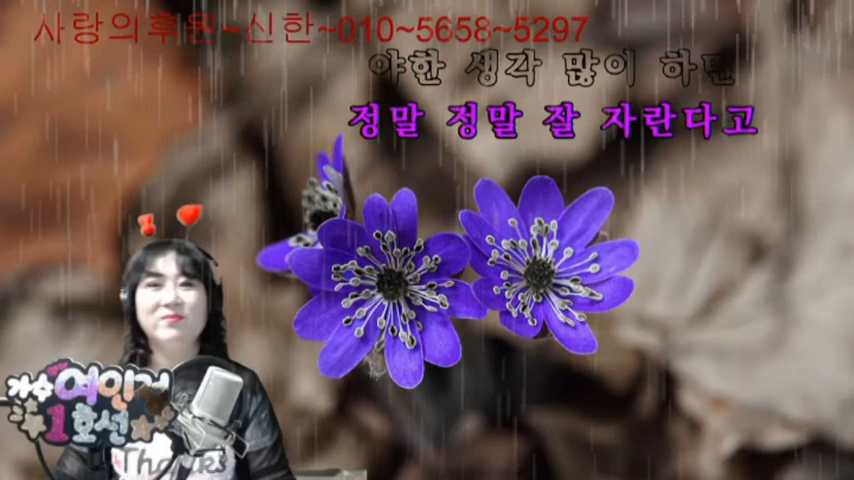 사랑의후원~신한~010~5658~5297
야한 생각 많이 하면
정말 정말 잘 자란다고
가수 여인
1호선
Thanks